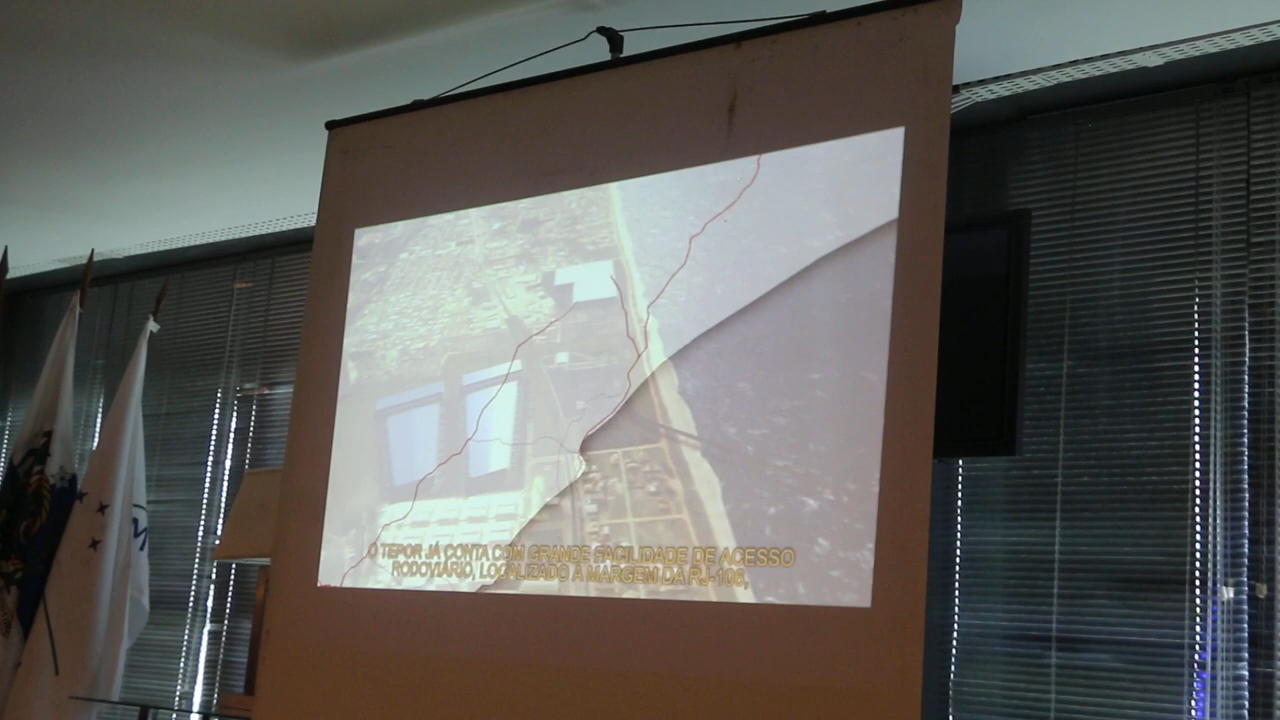 O TEPOR JÁ CONTA COM GRANDE FACILIDADE DE ACESSO
RODOVIÁRIO, LOCALIZADO À MARGEM DA RJ-106,